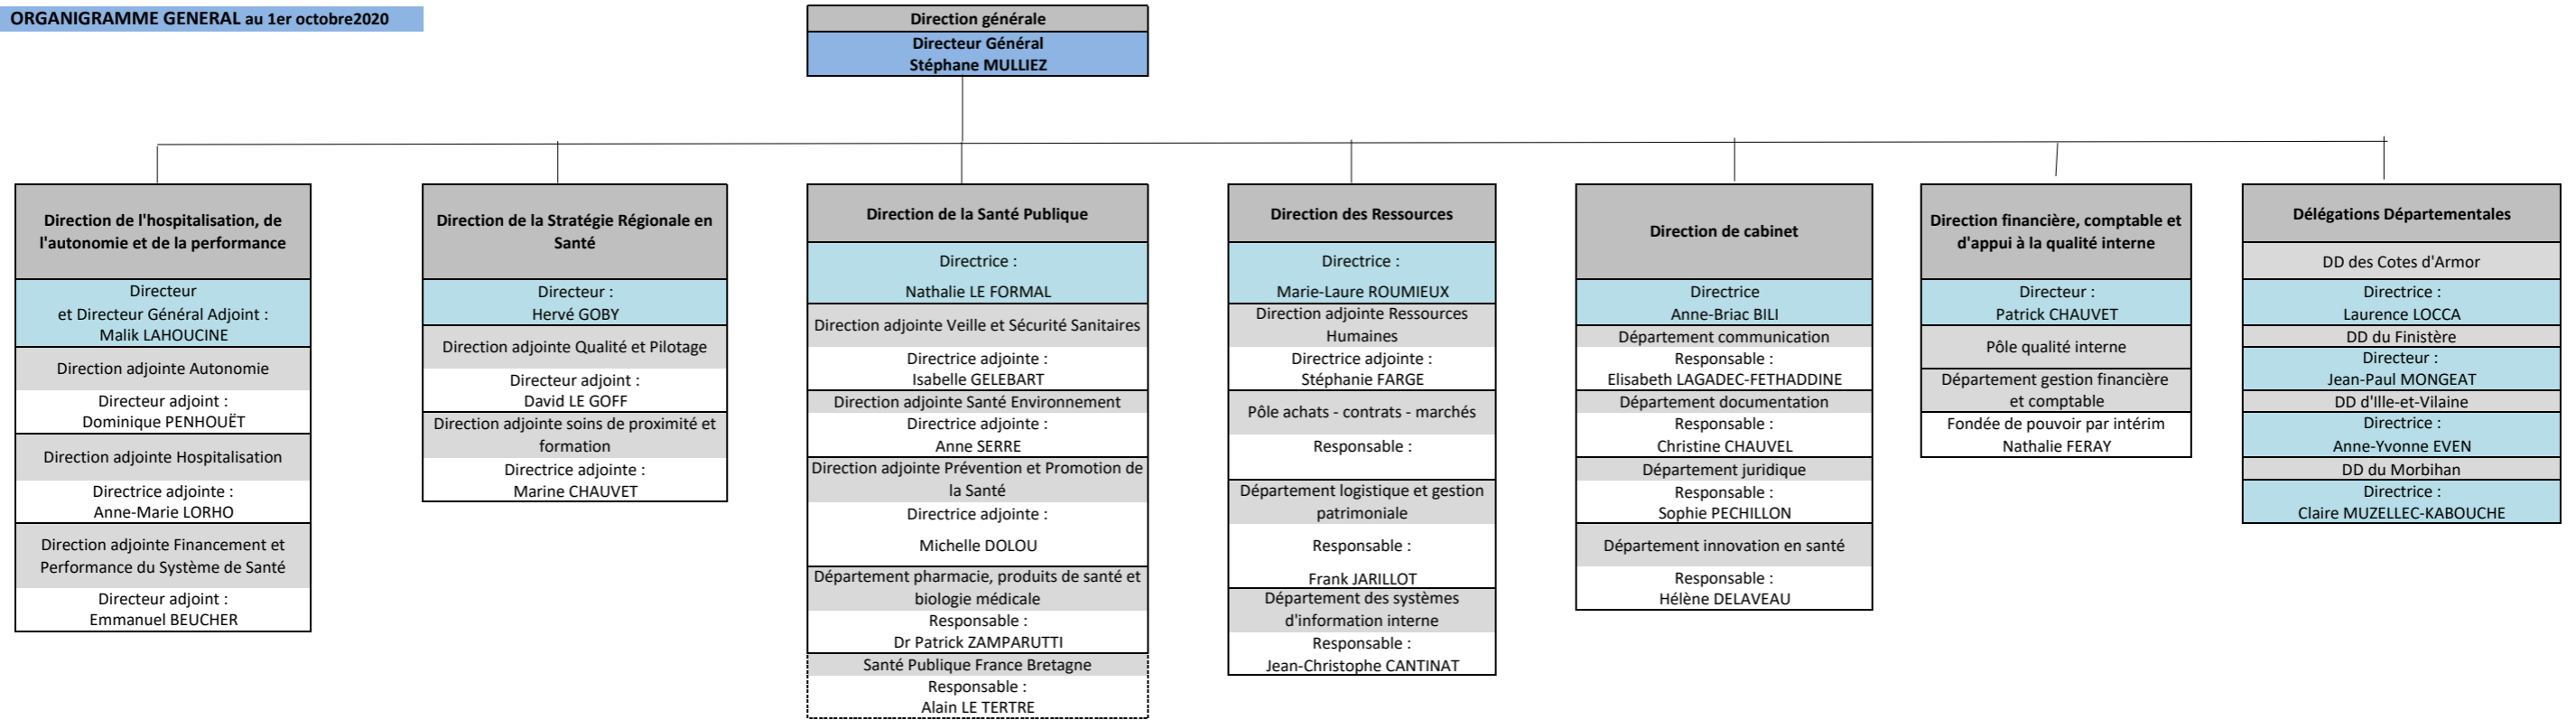 ORGANIGRAMME GENERAL au 1er octobre2020
Direction générale
Directeur Général
Stéphane MULLIEZ
Direction de l'hospitalisation, de
l'autonomie et de la performance
Directeur
et Directeur Général Adjoint :
Malik LAHOUCINE
Direction adjointe Autonomie
Directeur adjoint :
Dominique PENHOUËT
Direction adjointe Hospitalisation
Directrice adjointe :
Anne-Marie LORHO
Direction adjointe Financement et
Performance du Système de Santé
Directeur adjoint :
Emmanuel BEUCHER
Direction de la Stratégie Régionale en
Santé
Directeur :
Hervé GOBY
Direction adjointe Qualité et Pilotage
Directeur adjoint :
David LE GOFF
Direction adjointe soins de proximité et
formation
Directrice adjointe :
Marine CHAUVET
Direction de la Santé Publique
Directrice :
Nathalie LE FORMAL
Direction adjointe Veille et Sécurité Sanitaires
Directrice adjointe :
Isabelle GELEBART
Direction adjointe Santé Environnement
Directrice adjointe :
Anne SERRE
Direction adjointe Prévention et Promotion de
la Santé
Directrice adjointe :
Michelle DOLOU
Département pharmacie, produits de santé et
biologie médicale
Responsable :
Dr Patrick ZAMPARUTTI
Santé Publique France Bretagne
Responsable :
Alain LE TERTRE
Direction des Ressources
Directrice :
Marie-Laure ROUMIEUX
Direction adjointe Ressources
Humaines
Directrice adjointe :
Stéphanie FARGE
Pôle achats - contrats - marchés
Responsable :
Département logistique et gestion
patrimoniale
Responsable :
Frank JARILLOT
Département des systèmes
d'information interne
Responsable :
Jean-Christophe CANTINAT
Direction de cabinet
Directrice
Anne-Briac BILI
Département communication
Responsable :
Elisabeth LAGADEC-FETHADDINE
Département documentation
Responsable :
Christine CHAUVEL
Département juridique
Responsable :
Sophie PECHILLON
Département innovation en santé
Responsable :
Hélène DELAVEAU
Direction financière, comptable et
d'appui à la qualité interne
Directeur :
Patrick CHAUVET
Pôle qualité interne
Département gestion financière
et comptable
Fondée de pouvoir par intérim
Nathalie FERAY
Délégations Départementales
DD des Cotes d'Armor
Directrice :
Laurence LOCCA
DD du Finistère
Directeur :
Jean-Paul MONGEAT
DD d'Ille-et-Vilaine
Directrice :
Anne-Yvonne EVEN
DD du Morbihan
Directrice :
Claire MUZELLEC-KABOUCHE